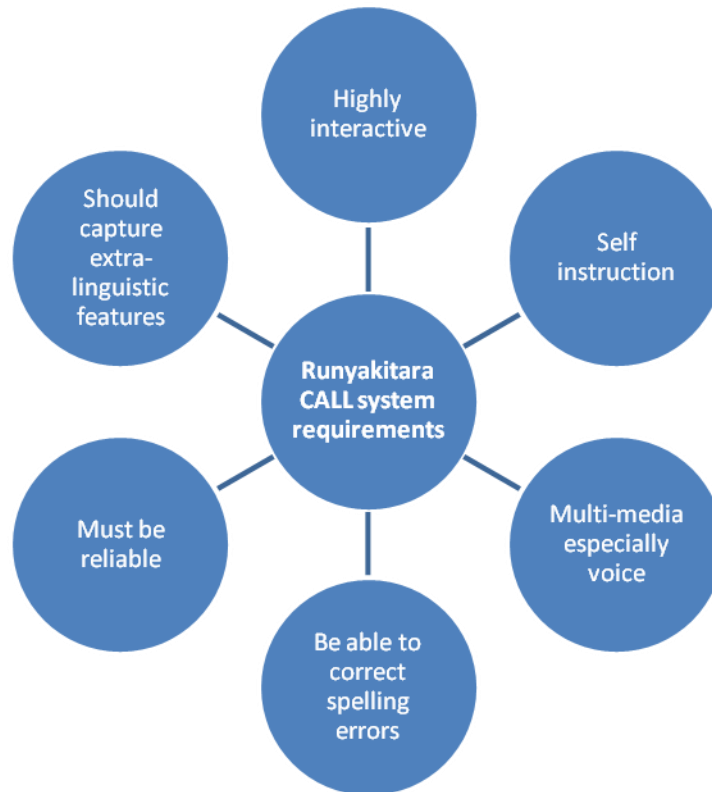 Highly
interactive
Should
capture
extra-
linguistic
features
Self
instruction
Runyakitara
CALL system
requirements
Must be
reliable
Multi-media
especially
voice
Be able to
correct
spelling
errors